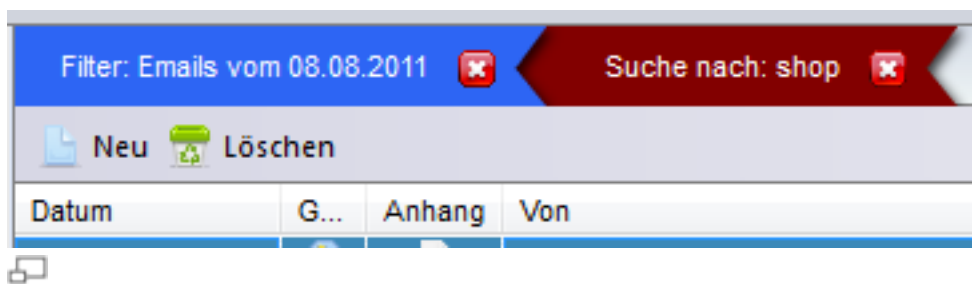 Filter: Emails vom 08.08.2011 Suche nach: shop
Neu Löschen
Datum G... Anhang Von